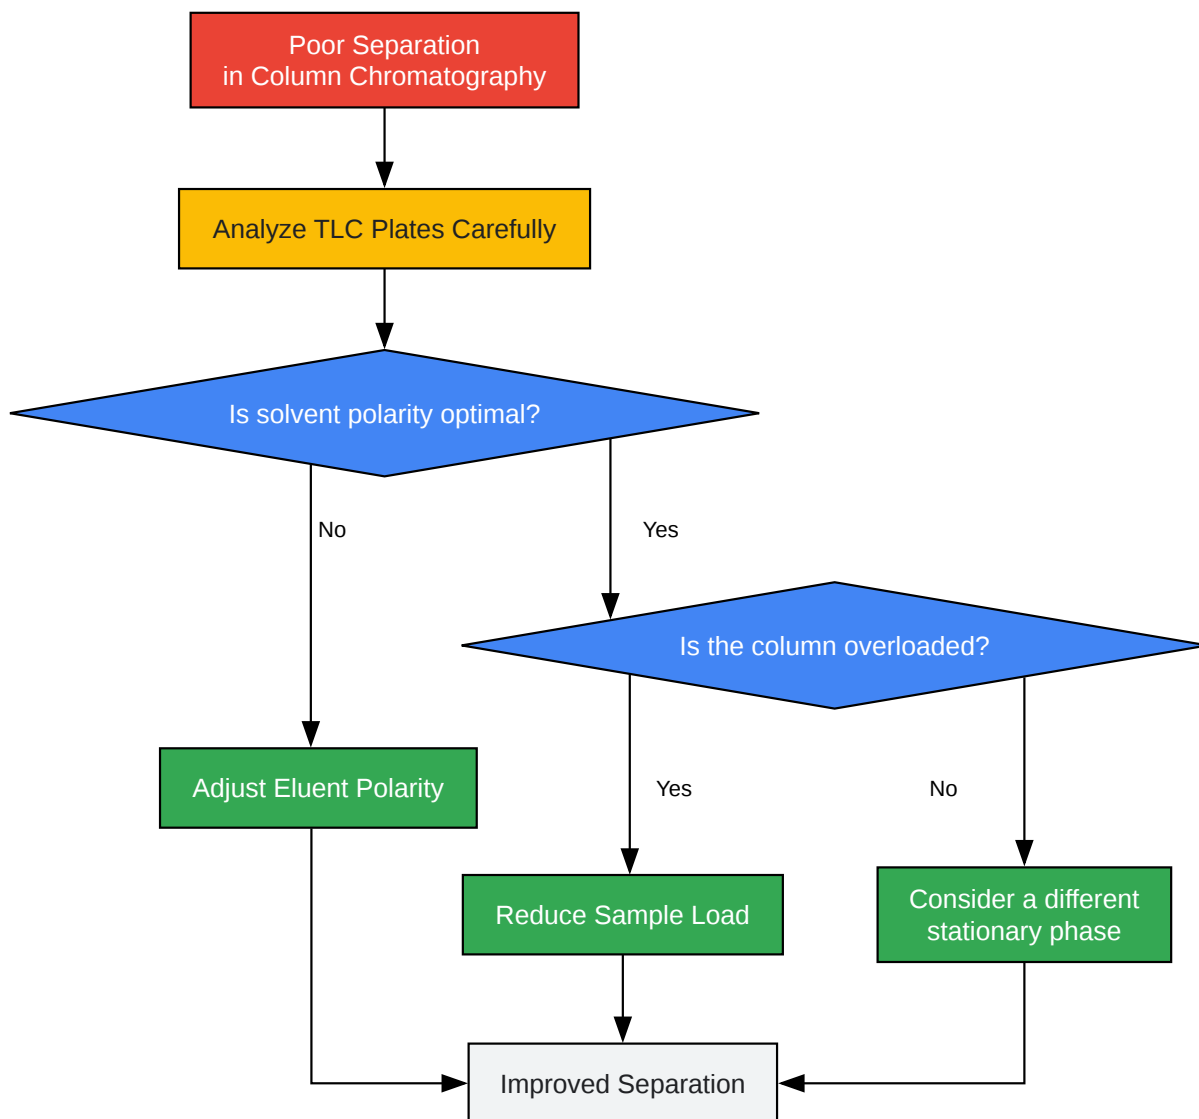 Poor Separation
in Column Chromatography
Analyze TLC Plates Carefully
Is solvent polarity optimal?
No
Yes
Is the column overloaded?
Adjust Eluent Polarity
Yes
No
Reduce Sample Load
Consider a different
stationary phase
Improved Separation